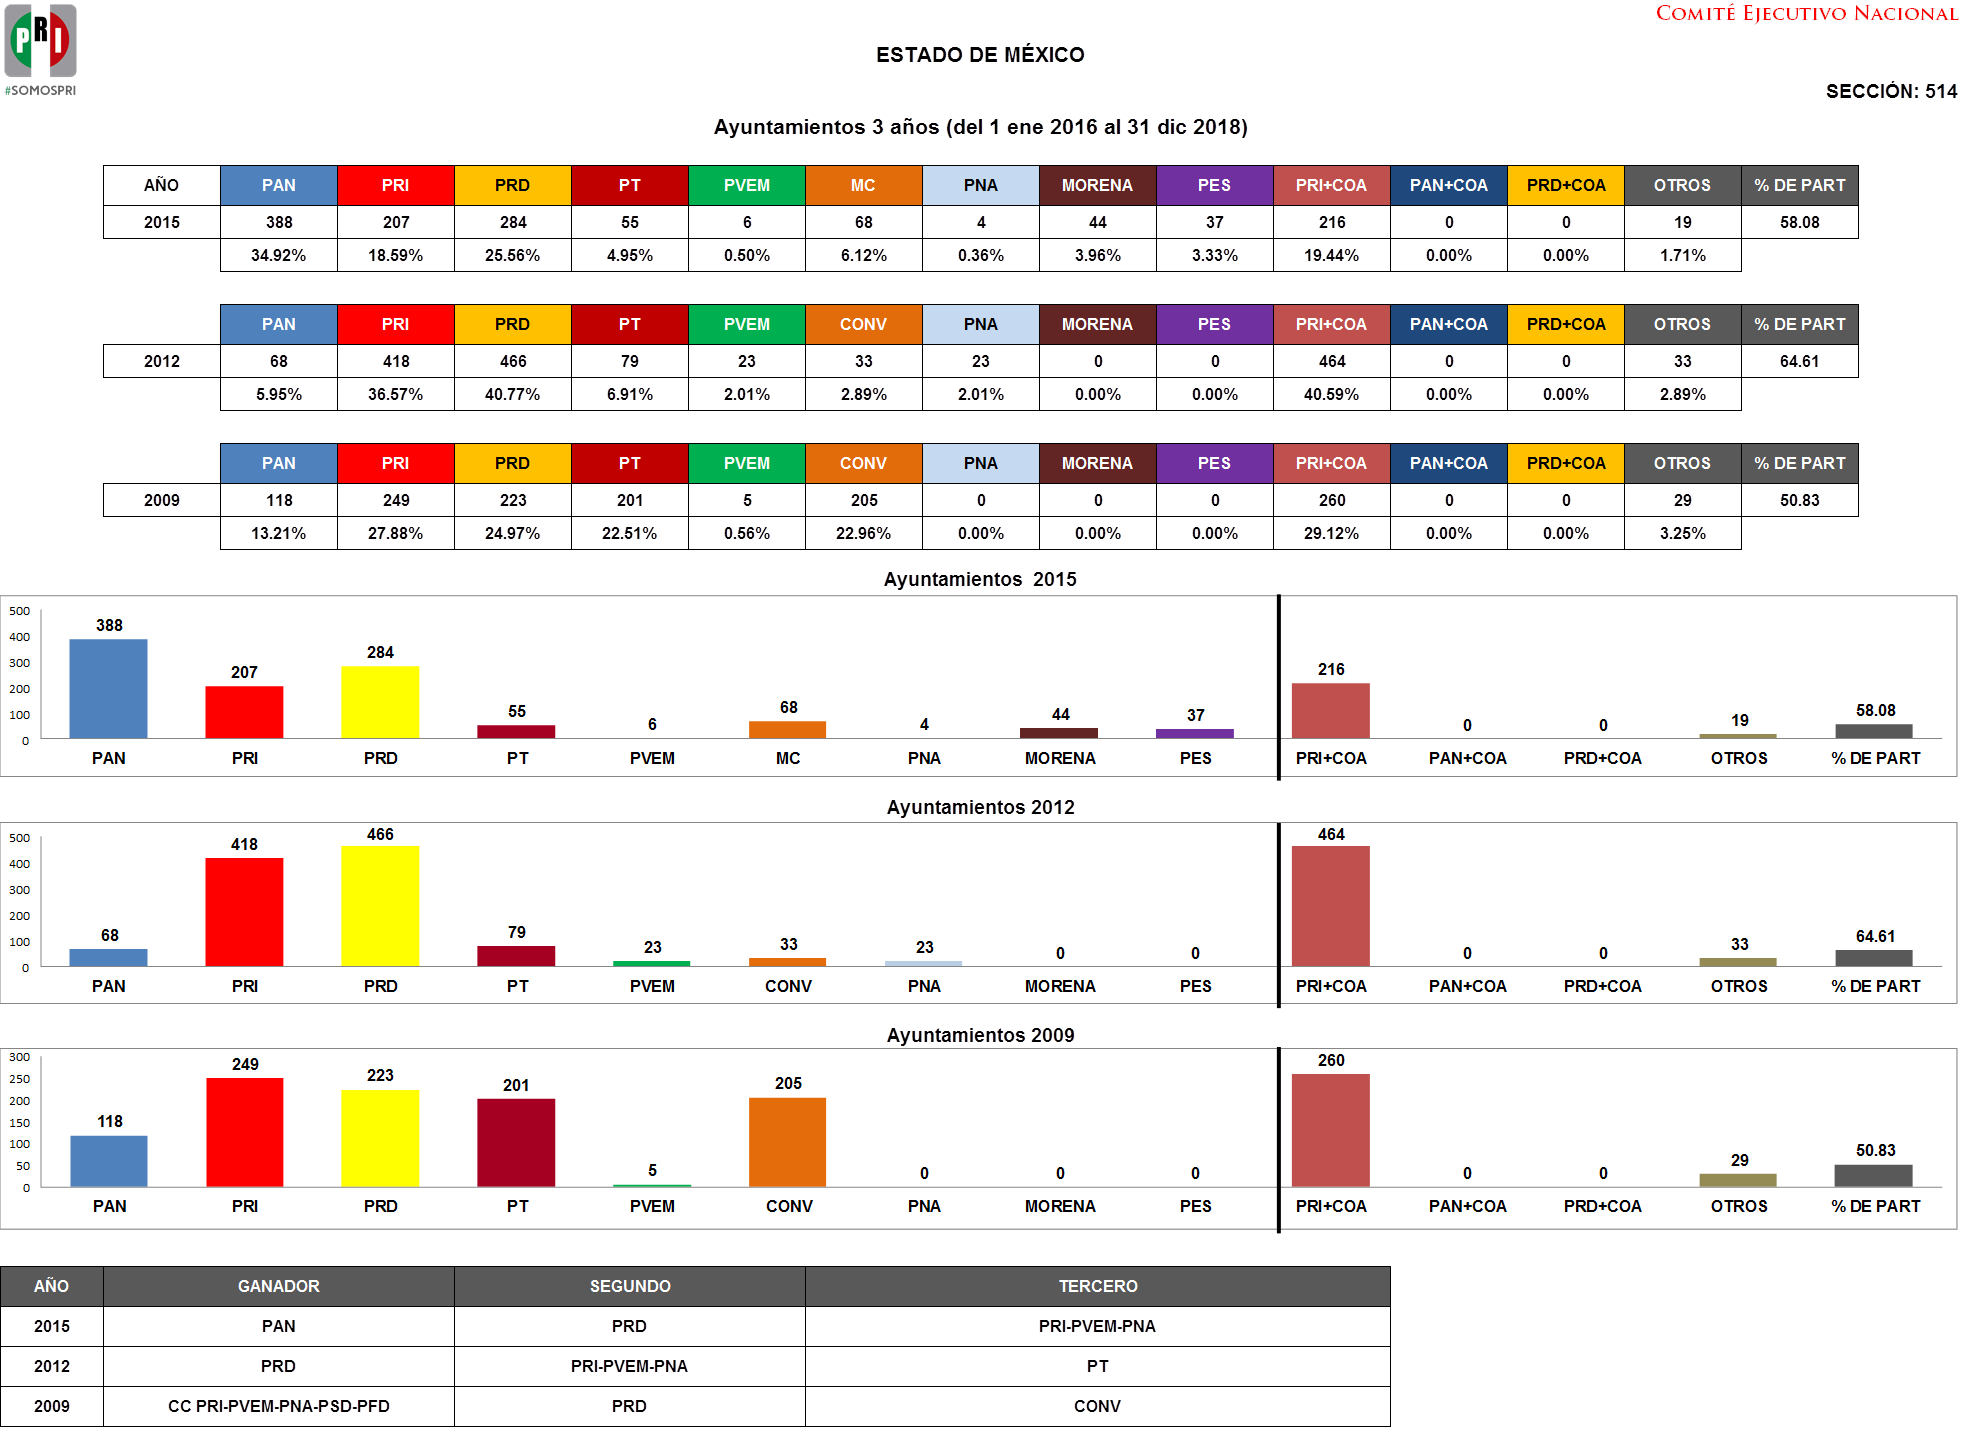 PRI
#SOMOSPRI
COMITÉ EJECUTIVO NACIONAL
ESTADO DE MÉXICO
SECCIÓN: 514
Ayuntamientos 3 años (del 1 ene 2016 al 31 dic 2018)
AÑO PAN PRI PRD PT PVEM MC PNA MORENA PES PRI+COA PAN+COA PRD+COA OTROS % DE PART
2015 388 207 284 55 6 68 4 44 37 216 0 0 19 58.08
34.92% 18.59% 25.56% 4.95% 0.50% 6.12% 0.36% 3.96% 3.33% 19.44% 0.00% 0.00% 1.71%
PAN PRI PRD PT PVEM CONV PNA MORENA PES PRI+COA PAN+COA PRD+COA OTROS % DE PART
2012 68 418 466 79 23 33 23 0 0 464 0 0 33 64.61
5.95% 36.57% 40.77% 6.91% 2.01% 2.89% 2.01% 0.00% 0.00% 40.59% 0.00% 0.00% 2.89%
PAN PRI PRD PT PVEM CONV PNA MORENA PES PRI+COA PAN+COA PRD+COA OTROS % DE PART
2009 118 249 223 201 5 205 0 0 0 260 0 0 29 50.83
13.21% 27.88% 24.97% 22.51% 0.56% 22.96% 0.00% 0.00% 0.00% 29.12% 0.00% 0.00% 3.25%
Ayuntamientos 2015
500
400
300
200
100
0
388 207 284 55 6 68 4 44 37 216 0 0 19 58.08
PAN PRI PRD PT PVEM MC PNA MORENA PES PRI+COA PAN+COA PRD+COA OTROS % DE PART
Ayuntamientos 2012
500
400
300
200
100
0
68 418 466 79 23 33 23 0 0 464 0 0 33 64.61
PAN PRI PRD PT PVEM CONV PNA MORENA PES PRI+COA PAN+COA PRD+COA OTROS % DE PART
Ayuntamientos 2009
300
250
200
150
100
50
0
118 249 223 201 5 205 0 0 0 260 0 0 29 50.83
PAN PRI PRD PT PVEM CONV PNA MORENA PES PRI+COA PAN+COA PRD+COA OTROS % DE PART
AÑO GANADOR SEGUNDO TERCERO
2015 PAN PRD PRI-PVEM-PNA
2012 PRD PRI-PVEM-PNA PT
2009 CC PRI-PVEM-PNA-PSD-PFD PRD CONV